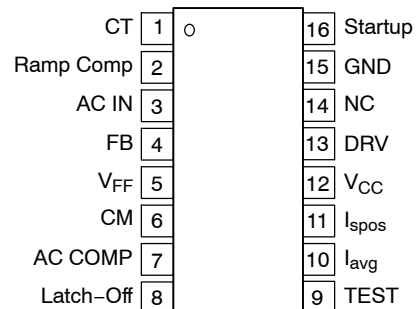 CT 1 16 Startup
Ramp Comp 2 15 GND
AC IN 3 14 NC
FB 4 13 DRV
VFF 5 12 VCC
CM 6 11 Ispos
AC COMP 7 10 Iavg
Latch−Off 8 9 TEST